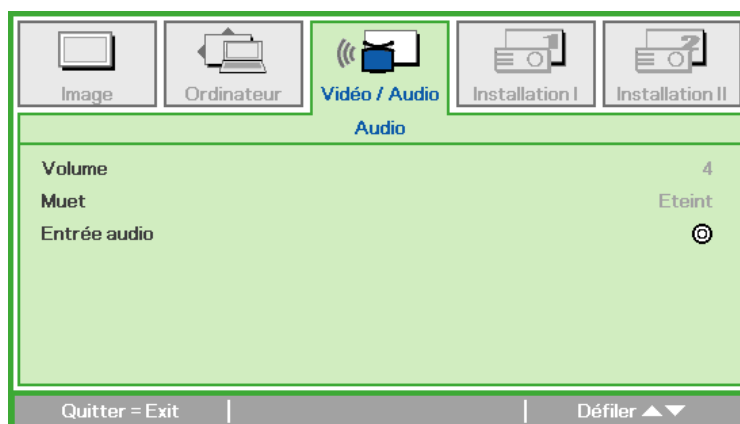 Image Ordinateur Vidéo / Audio Installation I Installation II
Audio
Volume 4
Muet Eteint
Entrée audio
Quitter = Exit Défiler ▲▼